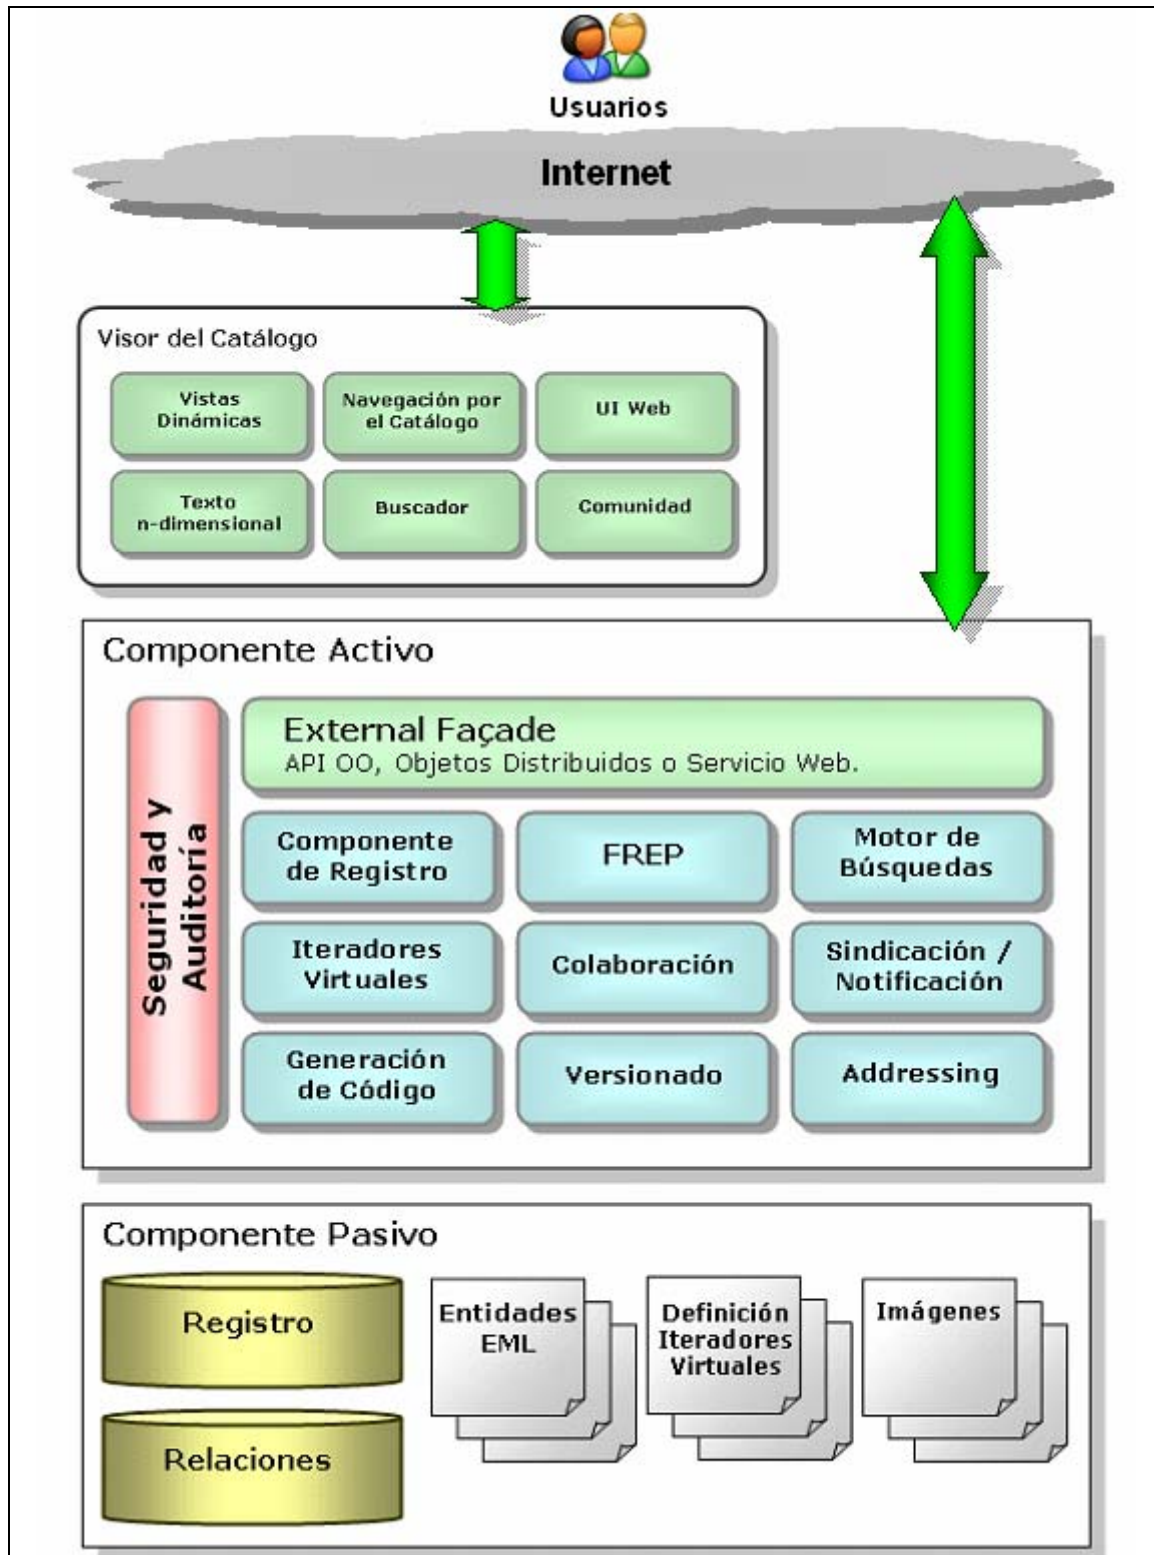 Usuarios
Internet
Visor del Catálogo
Vistas
Dinámicas
Navegación por
el Catálogo
UI Web
Texto
n-dimensional
Buscador
Comunidad
Componente Activo
Seguridad y
Auditoría
External Façade
API OO, Objetos Distribuidos o Servicio Web.
Componente
de Registro
FREP
Motor de
Búsquedas
Iteradores
Virtuales
Colaboración
Sindicación /
Notificación
Generación
de Código
Versionado
Addressing
Componente Pasivo
Registro
Relaciones
Entidades
EML
Definición
Iteradores
Virtuales
Imágenes